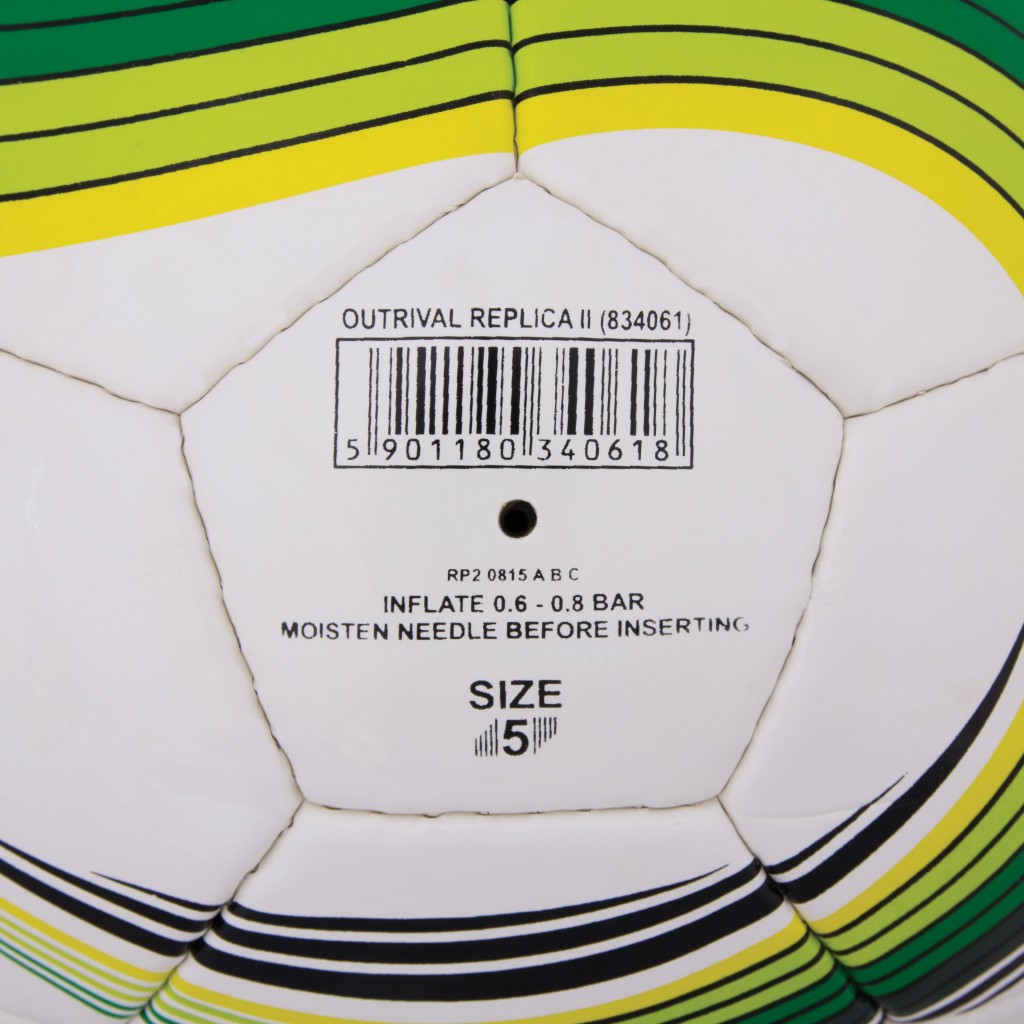 OUTRIVAL REPLICA II (834061)
5 901180 340618
RP2 0815 A B C
INFLATE 0.6 - 0.8 BAR
MOISTEN NEEDLE BEFORE INSERTING
SIZE
5